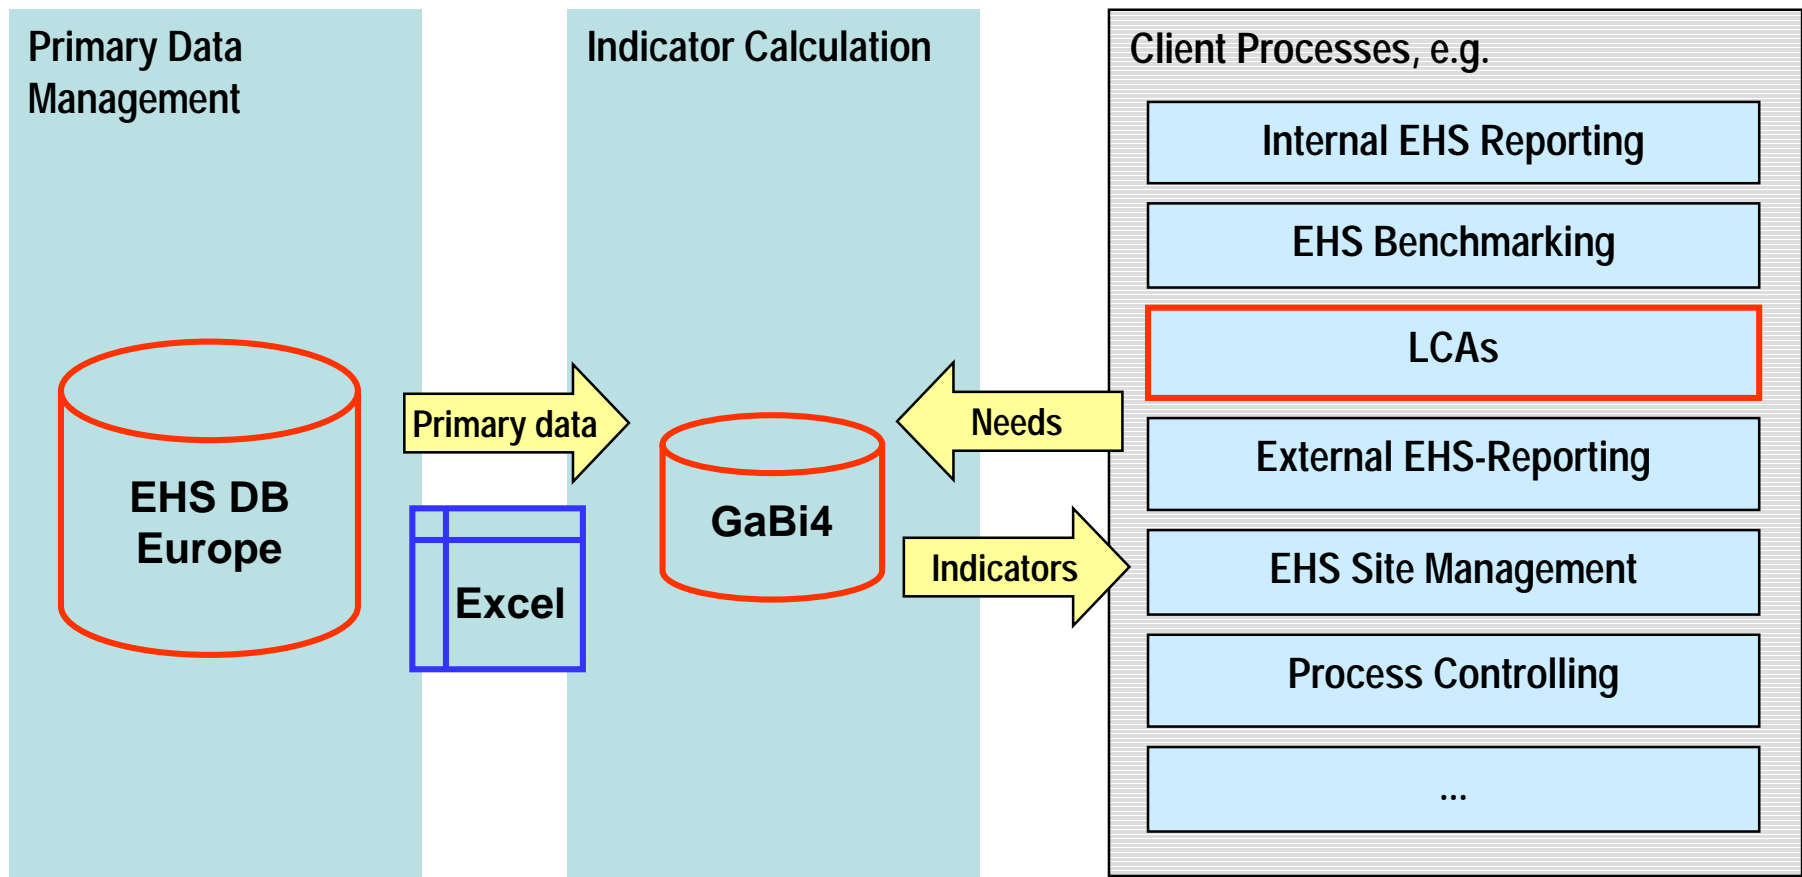 Primary Data
Management
EHS DB
Europe
Primary data
Excel
Indicator Calculation
GaBi4
Needs
Indicators
Client Processes, e.g.
Internal EHS Reporting
EHS Benchmarking
LCAs
External EHS-Reporting
EHS Site Management
Process Controlling
...